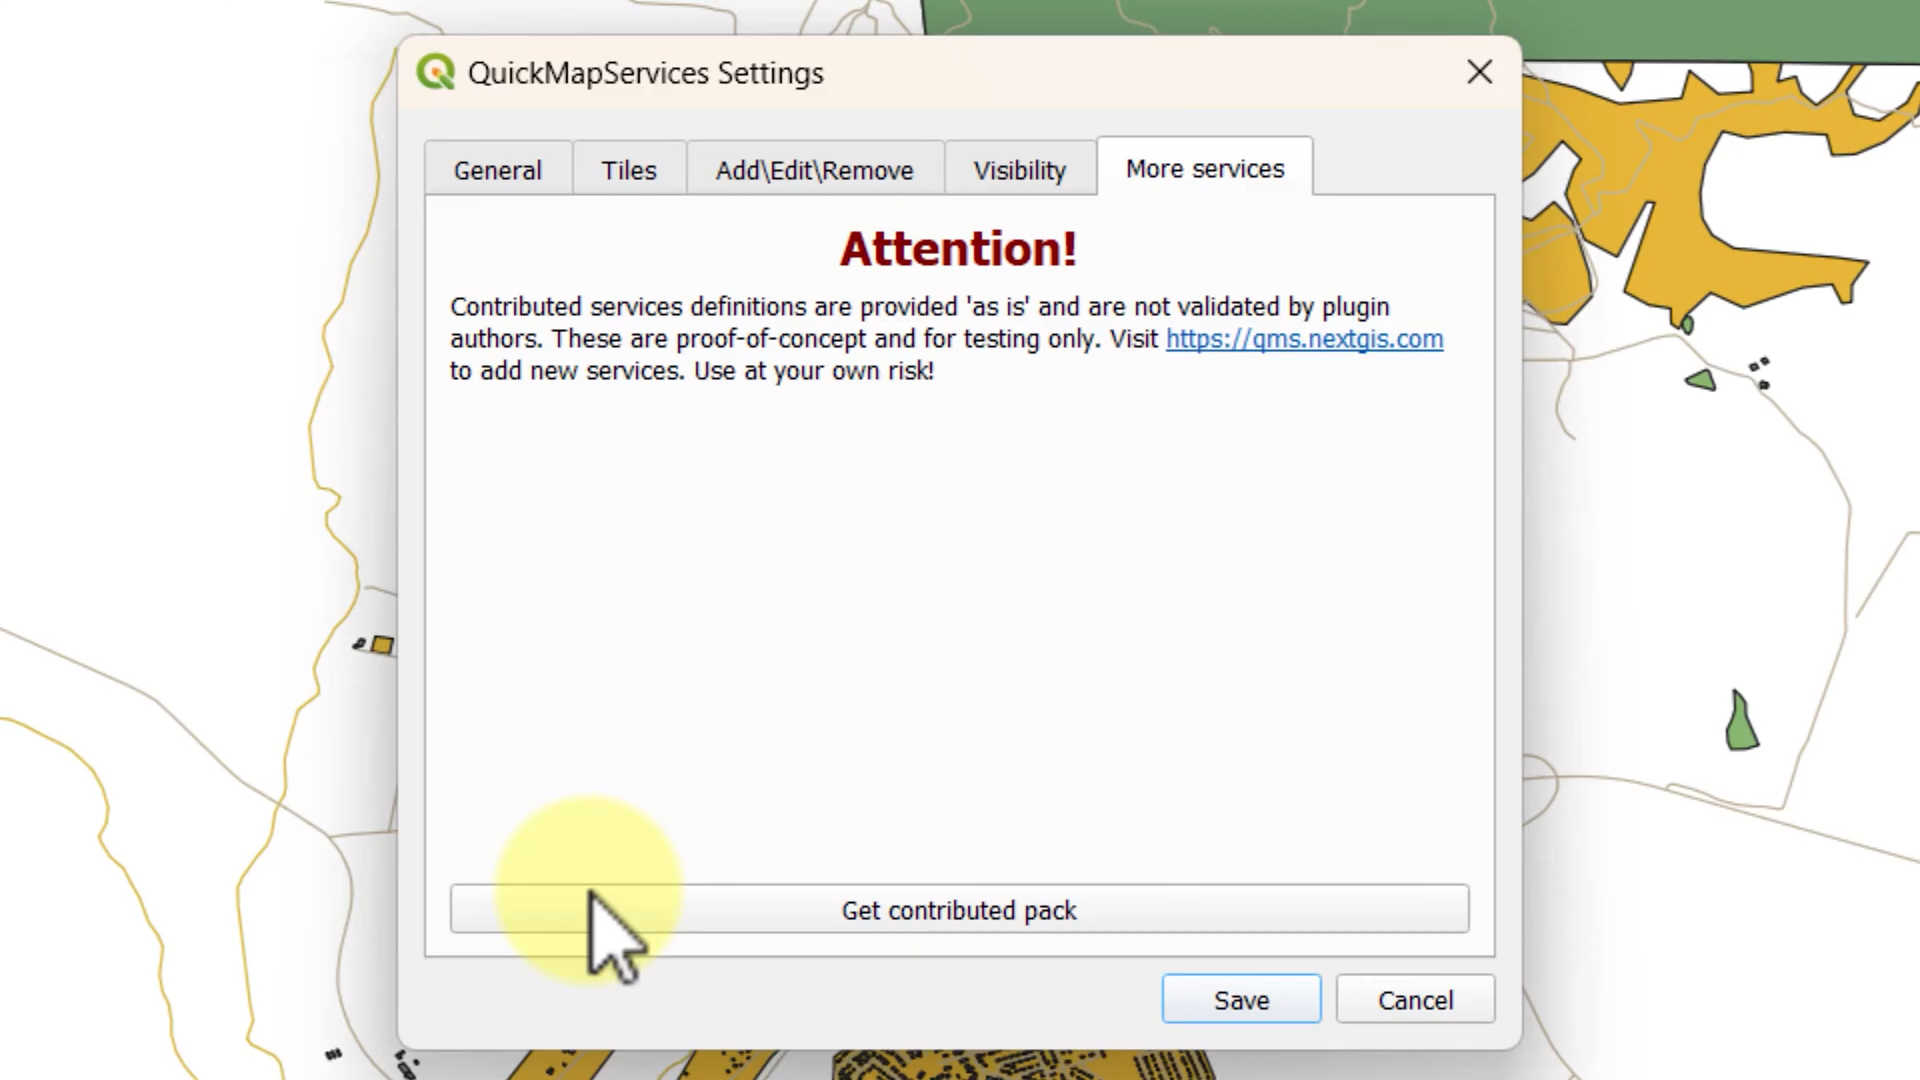 QuickMapServices Settings
General
Tiles
Add\Edit\Remove
Visibility
More services
Attention!
Contributed services definitions are provided 'as is' and are not validated by plugin
authors. These are proof-of-concept and for testing only. Visit https://qms.nextgis.com
to add new services. Use at your own risk!
Get contributed pack
Save
Cancel